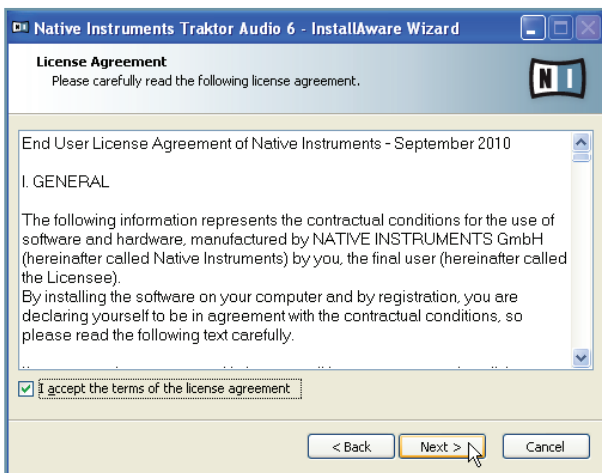 Native Instruments Traktor Audio 6 - InstallAware Wizard
License Agreement
Please carefully read the following license agreement.
N I
End User License Agreement of Native Instruments - September 2010
I. GENERAL
The following information represents the contractual conditions for the use of
software and hardware, manufactured by NATIVE INSTRUMENTS GmbH
(hereinafter called Native Instruments) by you, the final user (hereinafter called
the Licensee).
By installing the software on your computer and by registration, you are
declaring yourself to be in agreement with the contractual conditions, so
please read the following text carefully.
I accept the terms of the license agreement
< Back Next > Cancel